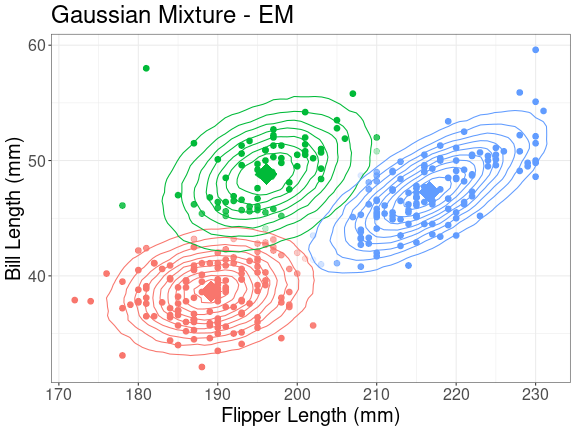 Gaussian Mixture - EM
60
50
40
Bill Length (mm)
170 180 190 200 210 220 230
Flipper Length (mm)